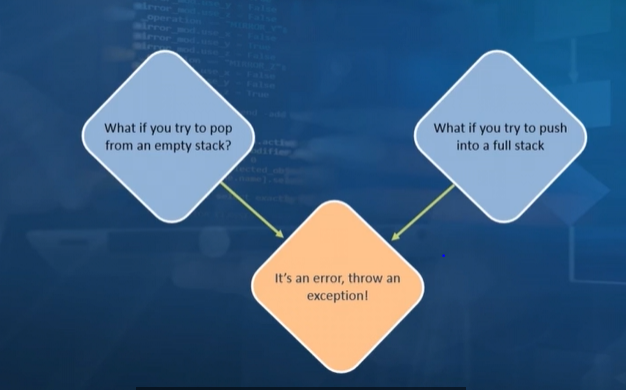 What if you try to pop
from an empty stack?
What if you try to push
into a full stack
It's an error, throw an
exception!